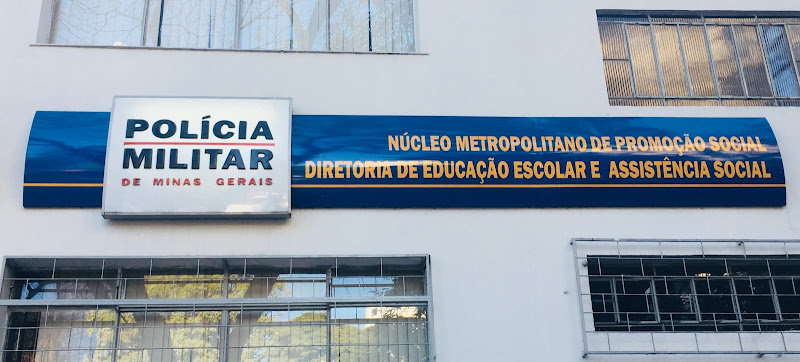 POLÍCIA
MILITAR
DE MINAS GERAIS
NÚCLEO METROPOLITANO DE PROMOÇÃO SOCIAL
DIRETORIA DE EDUCAÇÃO ESCOLAR E ASSISTÊNCIA SOCIAL